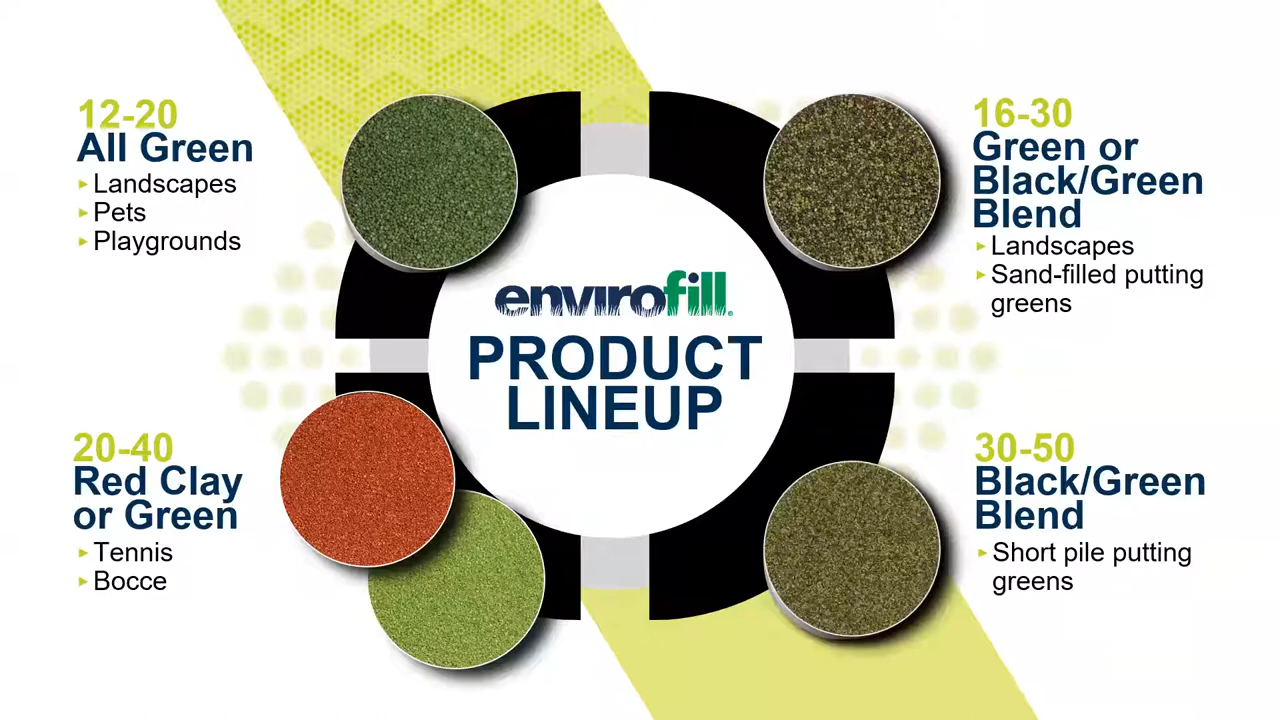 12-20
All Green
Landscapes
Pets
Playgrounds
16-30
Green or
Black/Green
Blend
Landscapes
Sand-filled putting
greens
envirofill®
PRODUCT
LINEUP
20-40
Red Clay
or Green
Tennis
Bocce
30-50
Black/Green
Blend
Short pile putting
greens